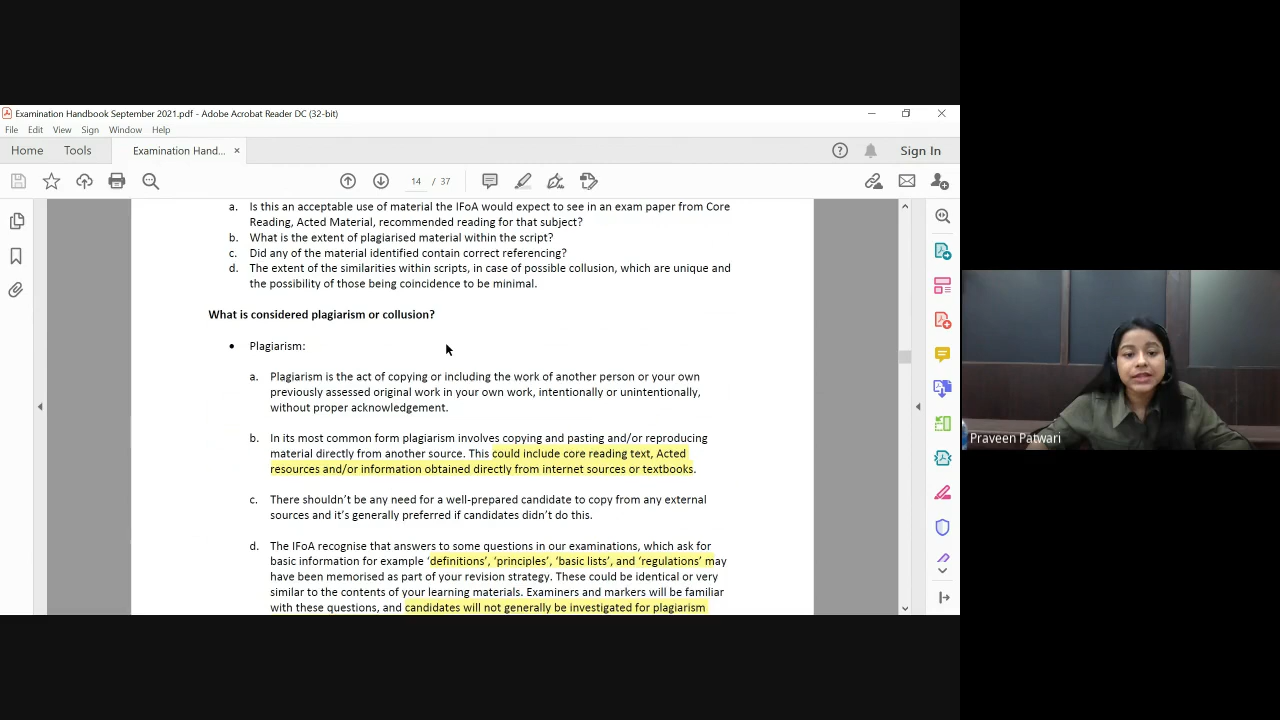 Examination Handbook September 2021.pdf - Adobe Acrobat Reader DC (32-bit)
File Edit View Sign Window Help
Home Tools Examination Hand... × Sign In
14 / 37
a. Is this an acceptable use of material the IFoA would expect to see in an exam paper from Core
Reading, Acted Material, recommended reading for that subject?
b. What is the extent of plagiarised material within the script?
c. Did any of the material identified contain correct referencing?
d. The extent of the similarities within scripts, in case of possible collusion, which are unique and
the possibility of those being coincidence to be minimal.
What is considered plagiarism or collusion?
• Plagiarism:
a. Plagiarism is the act of copying or including the work of another person or your own
previously assessed original work in your own work, intentionally or unintentionally,
without proper acknowledgement.
b. In its most common form plagiarism involves copying and pasting and/or reproducing
material directly from another source. This could include core reading text, Acted
resources and/or information obtained directly from internet sources or textbooks.
c. There shouldn't be any need for a well-prepared candidate to copy from any external
sources and it's generally preferred if candidates didn't do this.
d. The IFoA recognise that answers to some questions in our examinations, which ask for
basic information for example ‘definitions’, ‘principles’, ‘basic lists’, and ‘regulations’ may
have been memorised as part of your revision strategy. These could be identical or very
similar to the contents of your learning materials. Examiners and markers will be familiar
with these questions, and candidates will not generally be investigated for plagiarism
Praveen Patwari